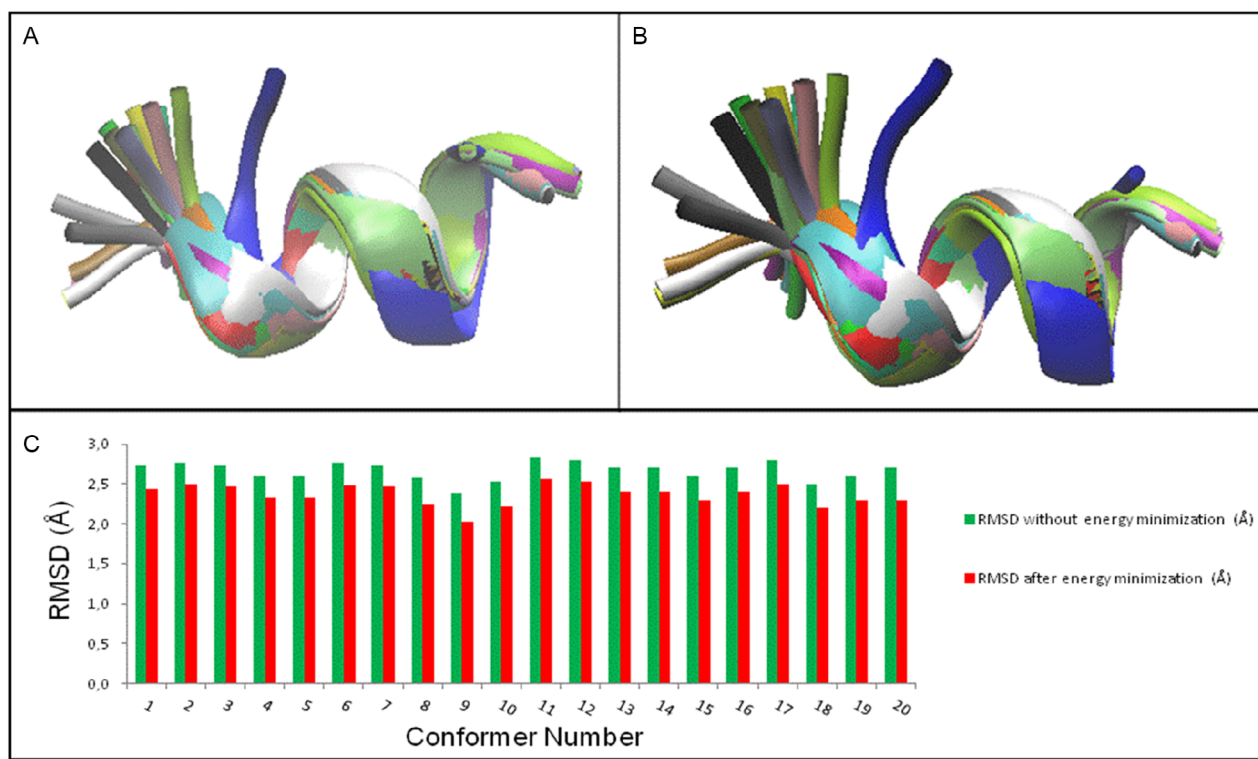 A
B
C
3,0
2,5
2,0
1,5
1,0
0,5
0,0
RMSD (Å)
1 2 3 4 5 6 7 8 9 10 11 12 13 14 15 16 17 18 19 20
Conformer Number
RMSD without energy minimization (Å)
RMSD after energy minimization (Å)